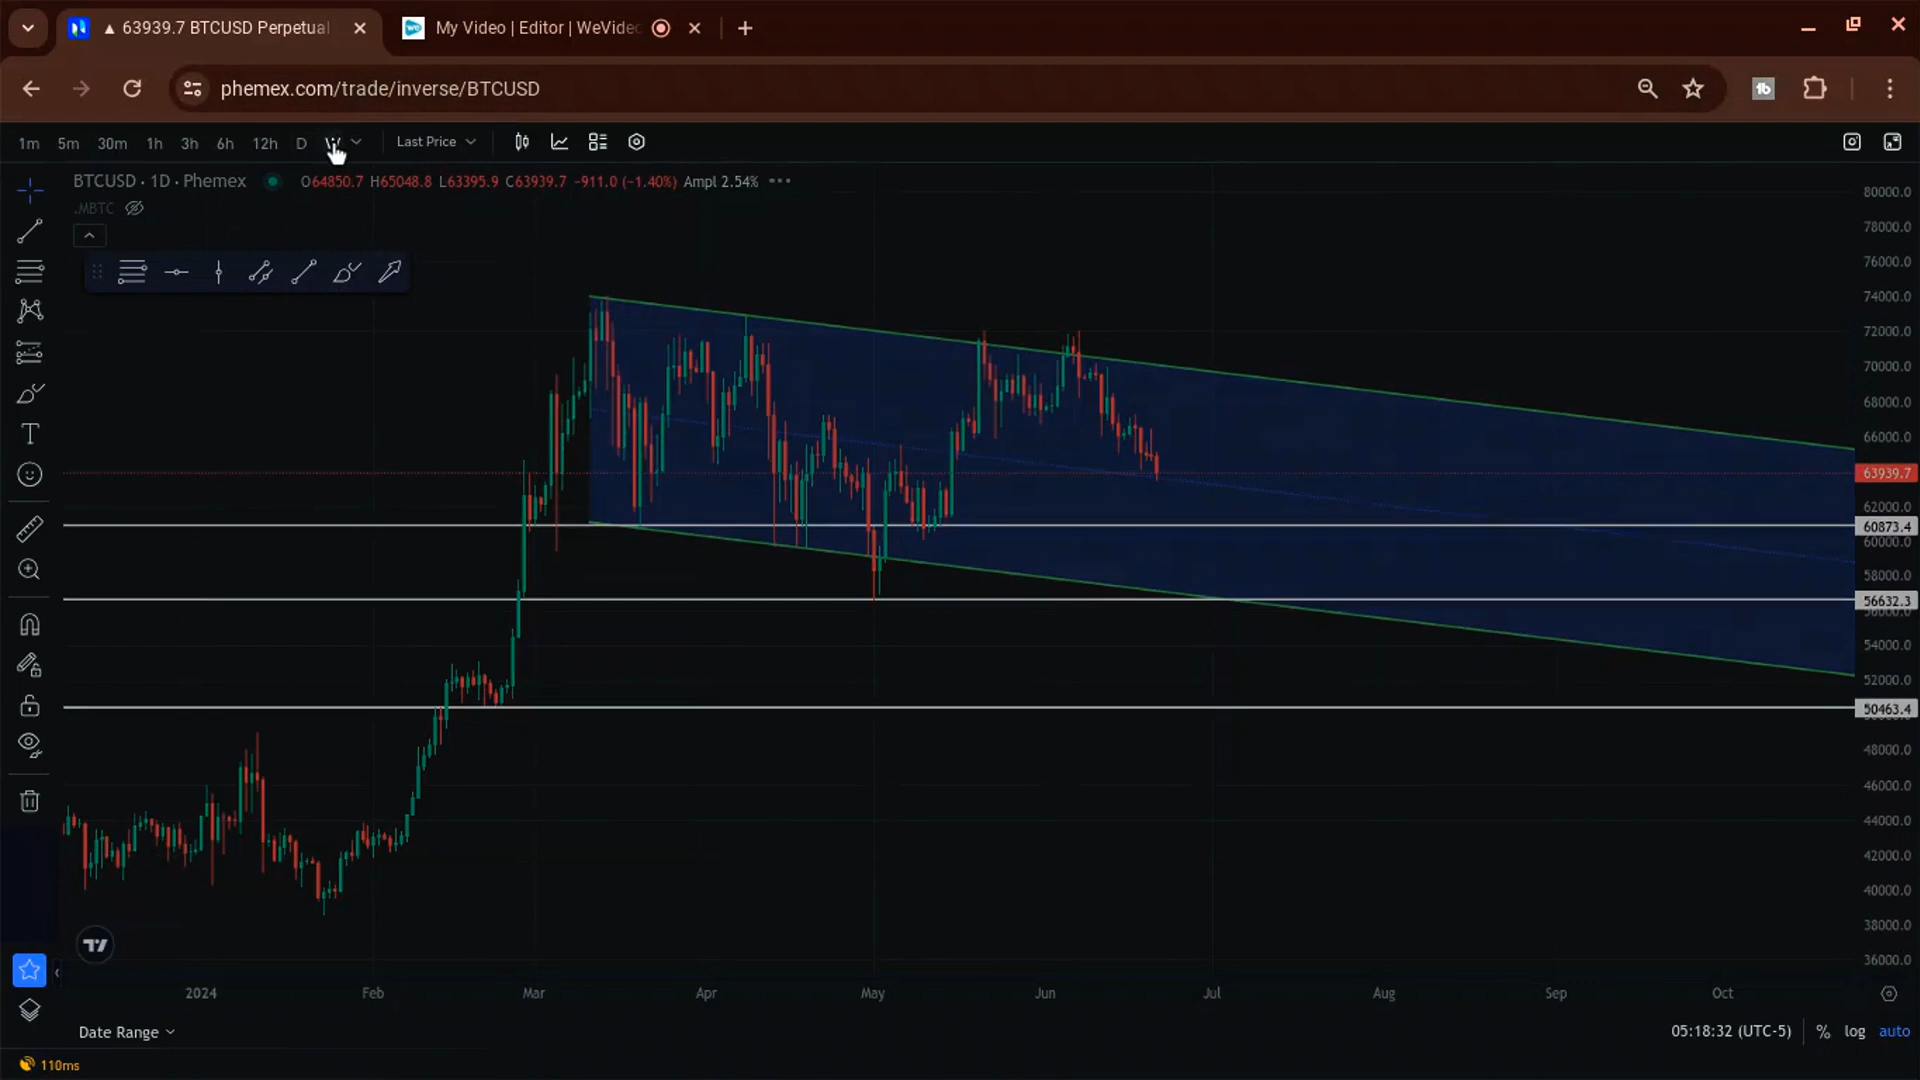 ▲ 63939.7 BTCUSD Perpetual
My Video | Editor | WeVideo
phemex.com/trade/inverse/BTCUSD
1m 5m 30m 1h 3h 6h 12h D W Last Price
BTCUSD · 1D · Phemex O64850.7 H65048.8 L63395.9 C63939.7 -911.0 (-1.40%) Ampl 2.54%
.MBTC
80000.0
78000.0
76000.0
74000.0
72000.0
70000.0
68000.0
66000.0
63939.7
62000.0
60873.4
60000.0
58000.0
56632.3
54000.0
52000.0
50463.4
48000.0
46000.0
44000.0
42000.0
40000.0
38000.0
36000.0
2024 Feb Mar Apr May Jun Jul Aug Sep Oct
Date Range 05:18:32 (UTC-5) % log auto
110ms